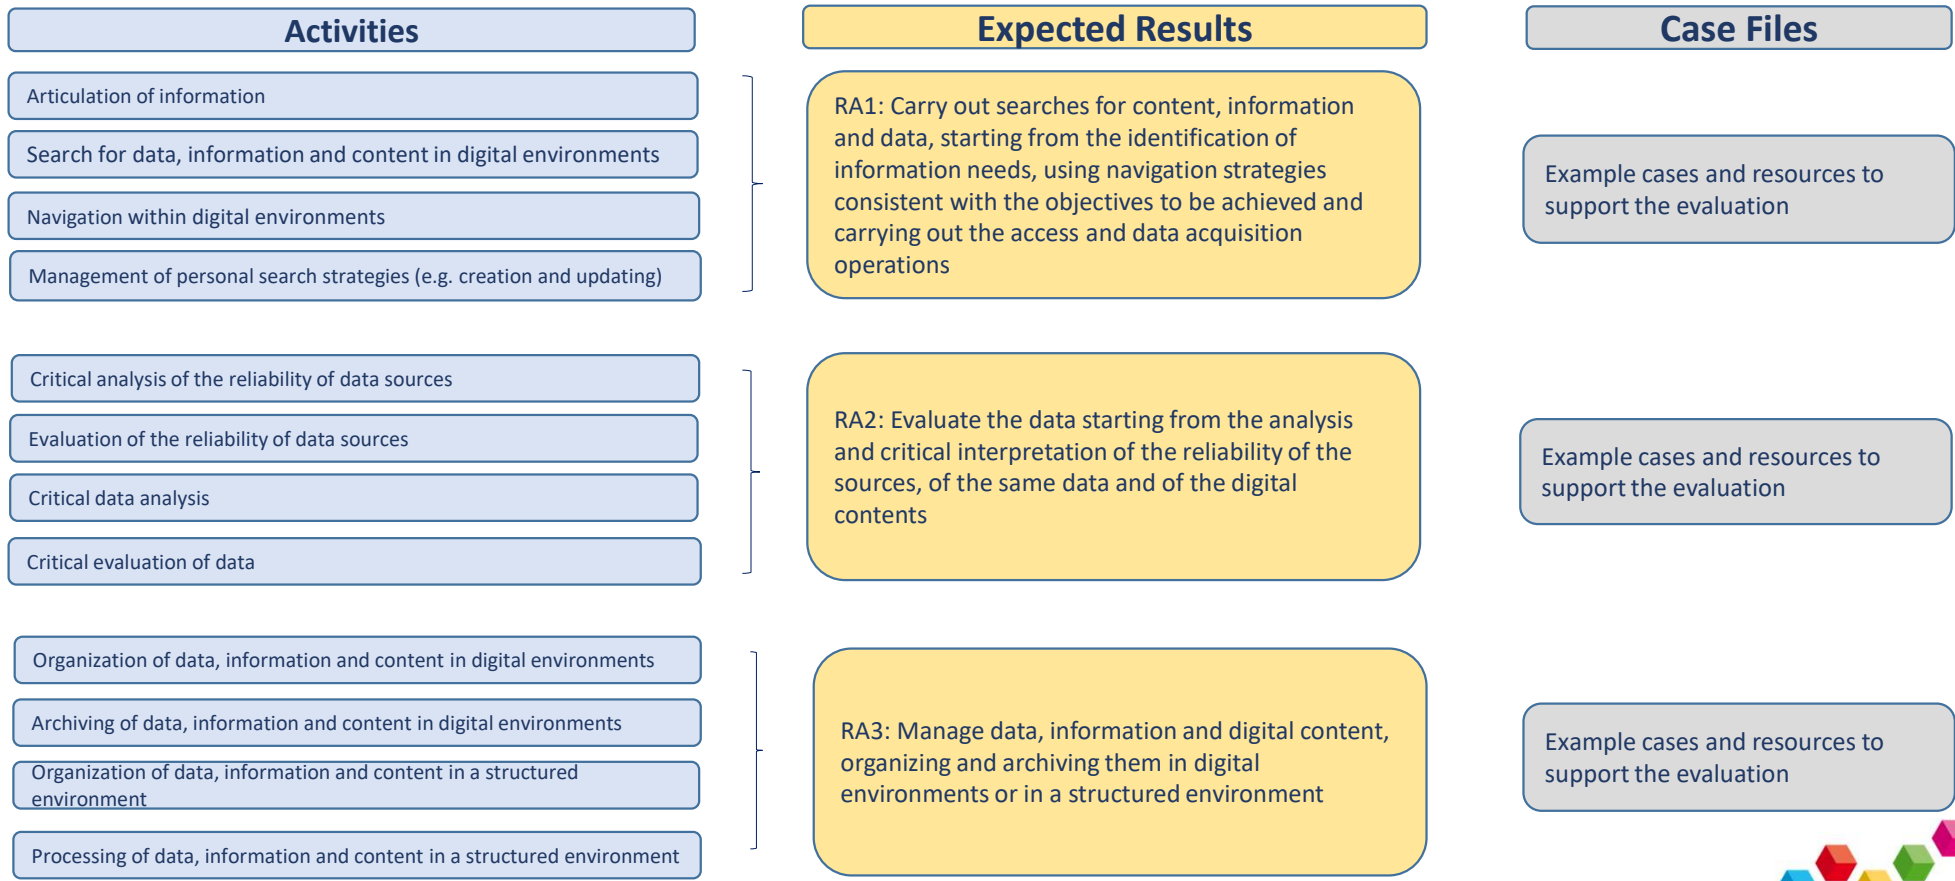 Activities
Expected Results
Case Files
Articulation of information
Search for data, information and content in digital environments
Navigation within digital environments
Management of personal search strategies (e.g. creation and updating)
RA1: Carry out searches for content, information
and data, starting from the identification of
information needs, using navigation strategies
consistent with the objectives to be achieved and
carrying out the access and data acquisition
operations
Example cases and resources to
support the evaluation
Critical analysis of the reliability of data sources
Evaluation of the reliability of data sources
Critical data analysis
Critical evaluation of data
RA2: Evaluate the data starting from the analysis
and critical interpretation of the reliability of the
sources, of the same data and of the digital
contents
Example cases and resources to
support the evaluation
Organization of data, information and content in digital environments
Archiving of data, information and content in digital environments
Organization of data, information and content in a structured
environment
Processing of data, information and content in a structured environment
RA3: Manage data, information and digital content,
organizing and archiving them in digital
environments or in a structured environment
Example cases and resources to
support the evaluation